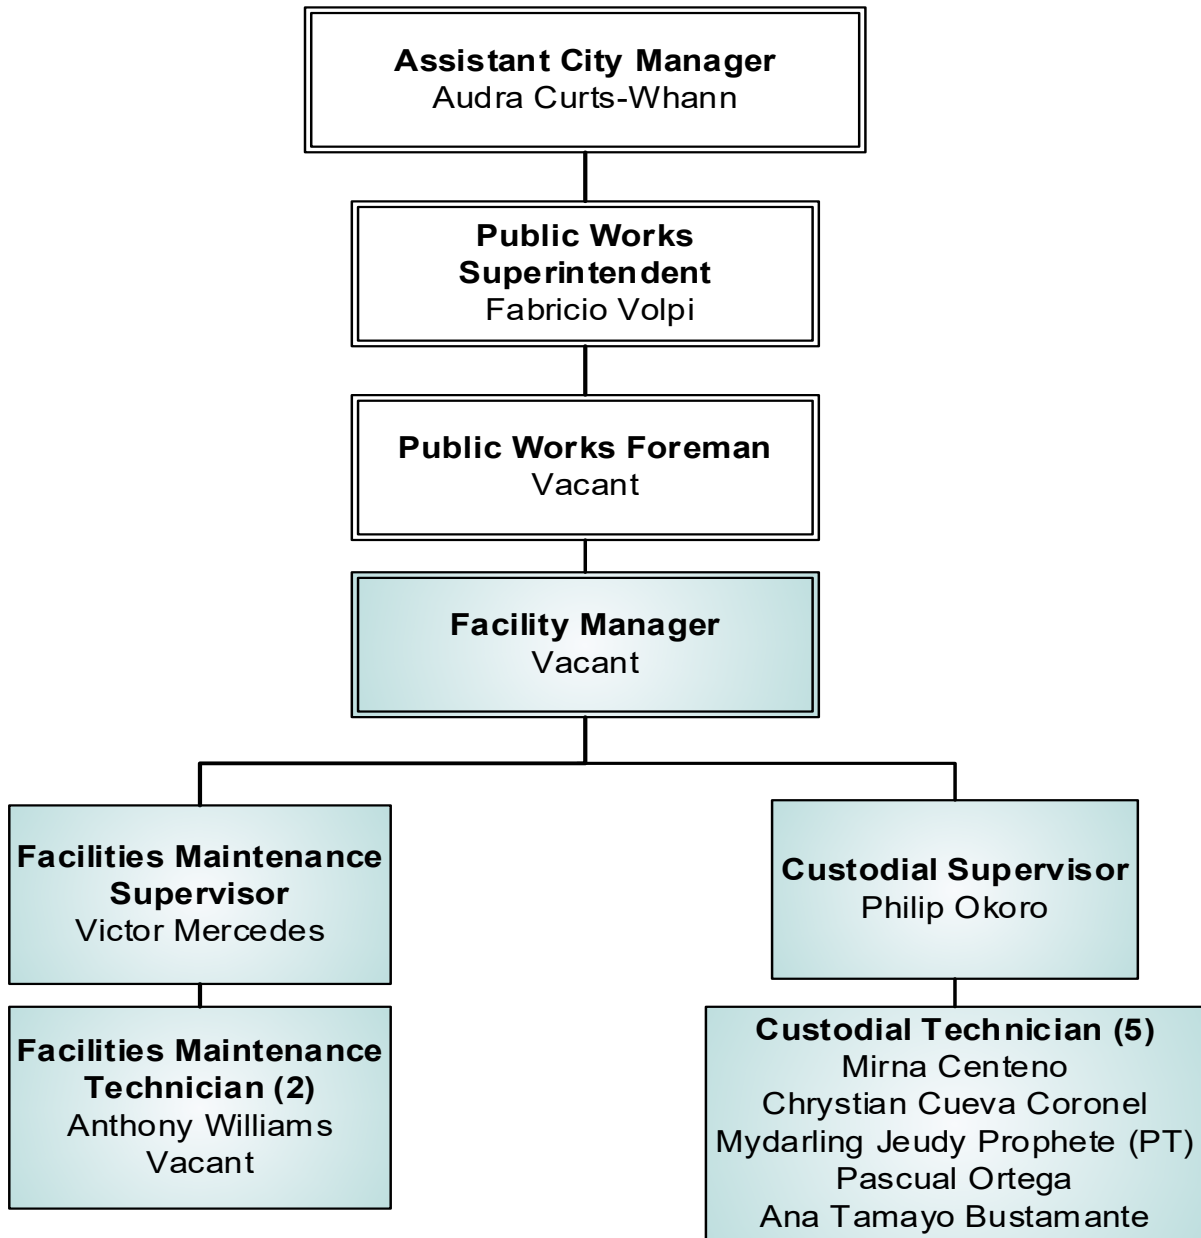 Assistant City Manager
Audra Curts-Whann
Public Works
Superintendent
Fabricio Volpi
Public Works Foreman
Vacant
Facility Manager
Vacant
Facilities Maintenance
Supervisor
Victor Mercedes
Custodial Supervisor
Philip Okoro
Facilities Maintenance
Technician (2)
Anthony Williams
Vacant
Custodial Technician (5)
Mirna Centeno
Chrystian Cueva Coronel
Mydarling Jeudy Prophete (PT)
Pascual Ortega
Ana Tamayo Bustamante